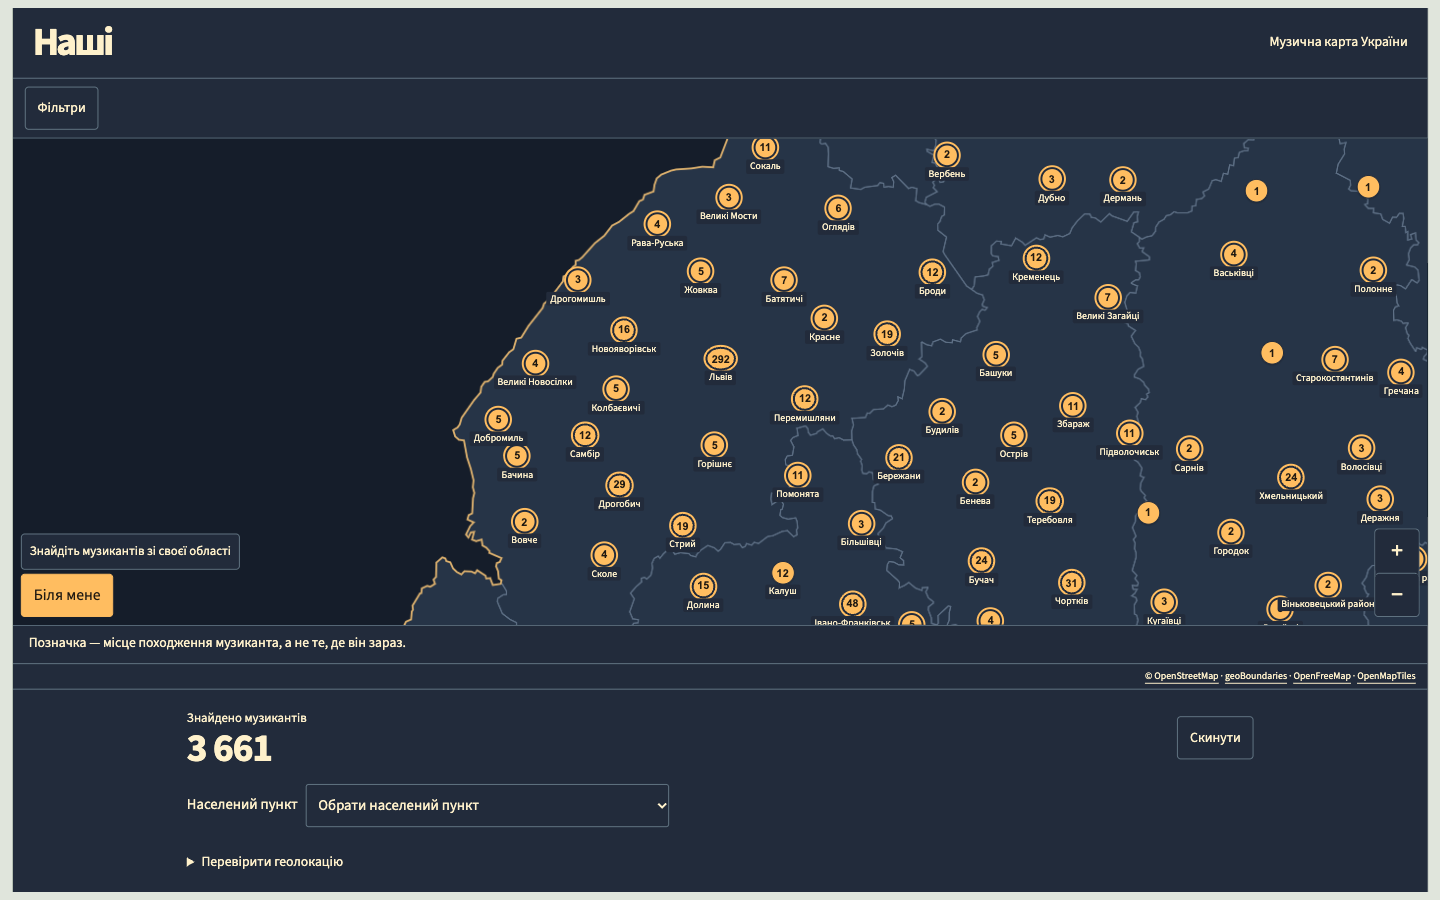 Наші
Музична карта України
Фільтри
11
Сокаль
2
Вербень
3
Дубно
2
Дермань
1
1
3
Великі Мости
6
Оглядів
4
Рава-Руська
12
Кременець
4
Васьківці
2
Полонне
3
Дрогомишль
5
Жовква
7
Батятичі
12
Броди
7
Великі Загайці
2
Красне
16
Новояворівськ
19
Золочів
292
Львів
5
Башуки
1
7
Старокостянтинів
4
Гречана
4
Великі Новосілки
5
Колбаєвичі
12
Перемишляни
2
Будилів
11
Збараж
5
Добромиль
12
Самбір
5
Горішнє
5
Острів
11
Підволочиськ
2
Сарнів
3
Волосівці
5
Бачина
21
Бережани
29
Дрогобич
11
Помонята
2
Бенева
24
Хмельницький
19
Теребовля
3
Деражня
1
2
Вовче
19
Стрий
3
Більшівці
2
Городок
4
Сколе
24
Бучач
12
Калуш
15
Долина
31
Чортків
2
Віньковецький район
48
Івано-Франківськ
5
4
3
Кугаївці
+
−
Знайдіть музикантів зі своєї області
Біля мене
Позначка — місце походження музиканта, а не те, де він зараз.
© OpenStreetMap · geoBoundaries · OpenFreeMap · OpenMapTiles
Знайдено музикантів
3 661
Скинути
Населений пункт
Обрати населений пункт
Перевірити геолокацію